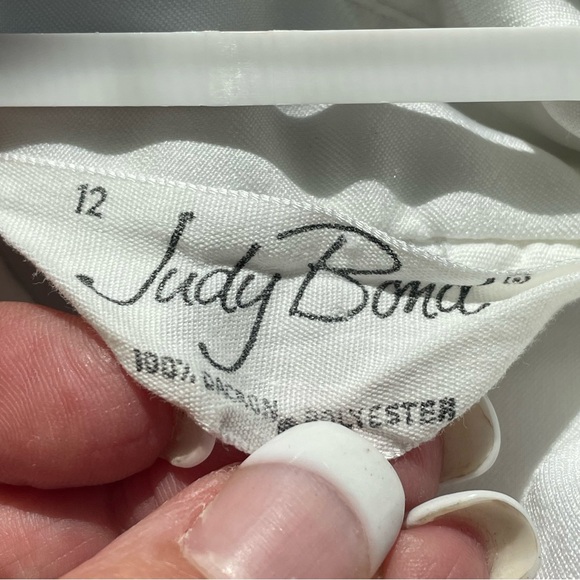 12
Judy Bond ®
100% DACRON ® POLYESTER